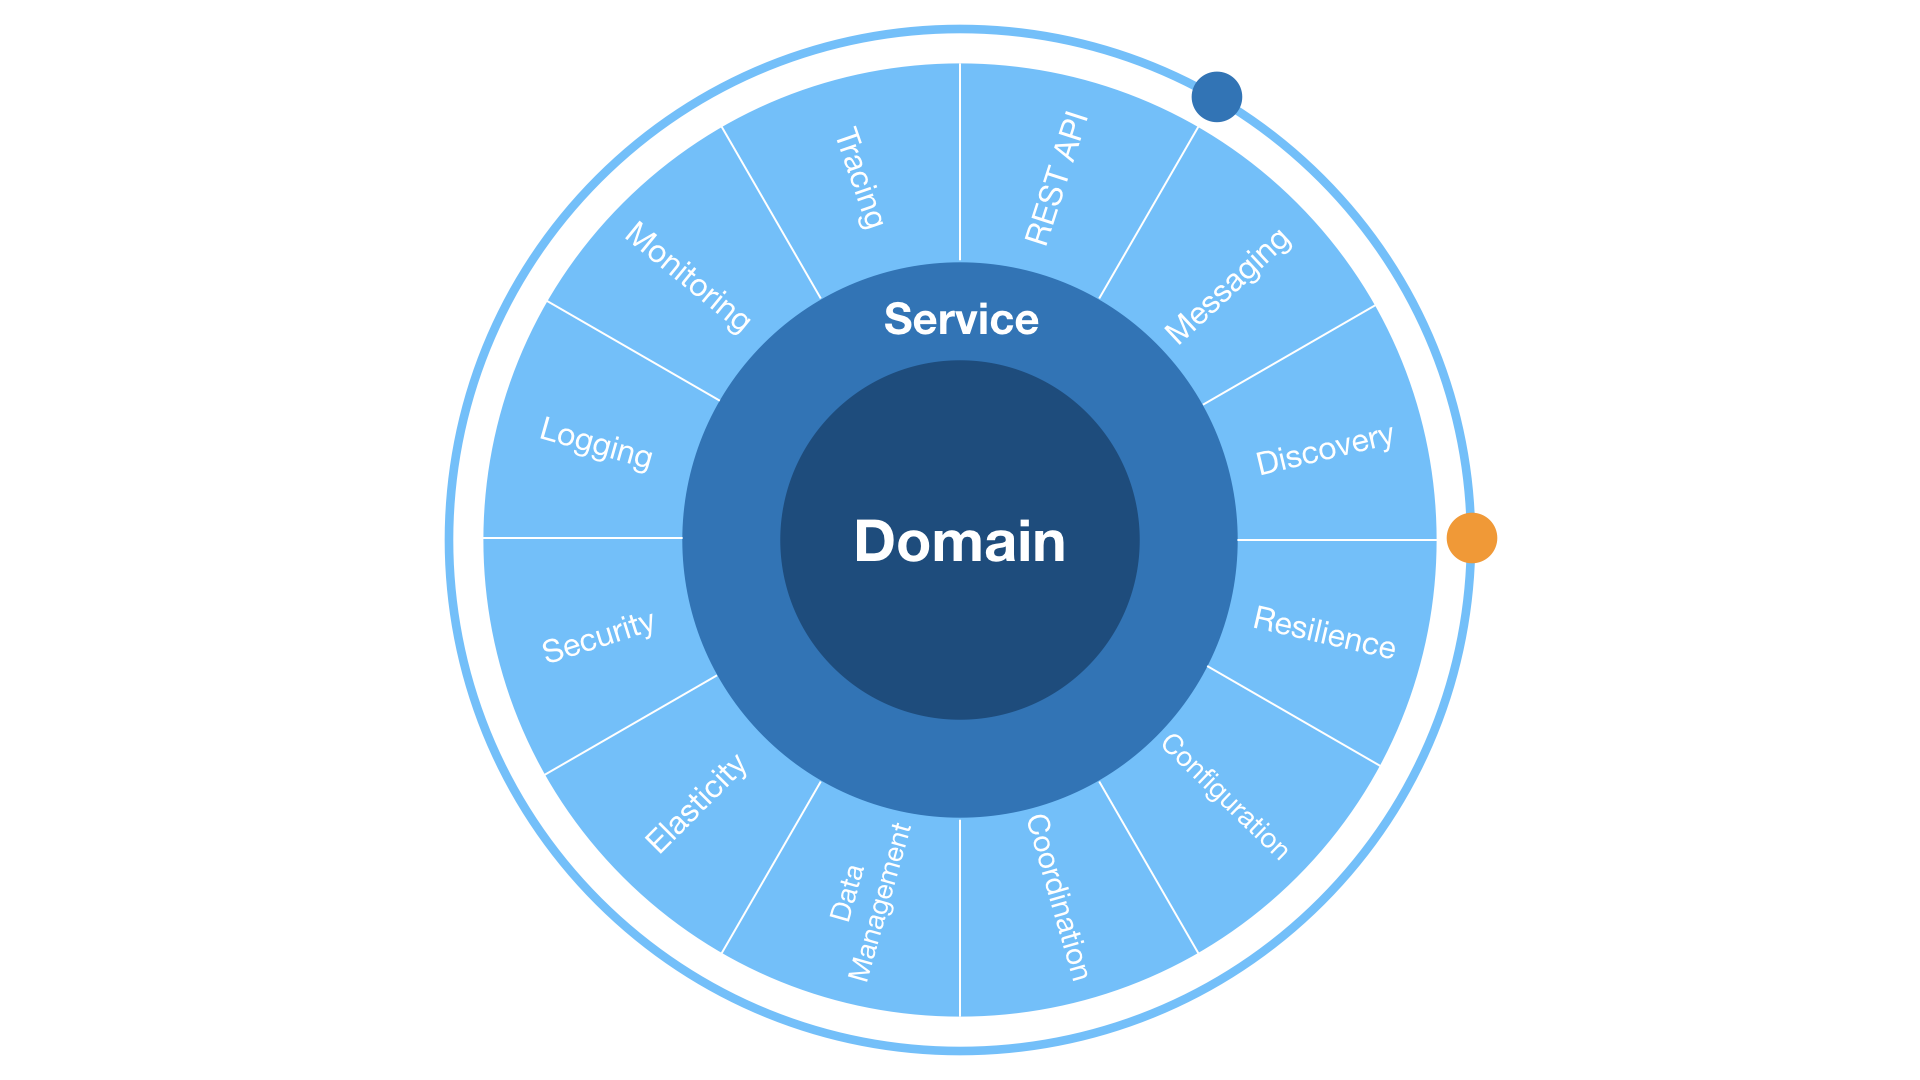 Domain
Service
REST API
Messaging
Discovery
Resilience
Configuration
Coordination
Data
Management
Elasticity
Security
Logging
Monitoring
Tracing